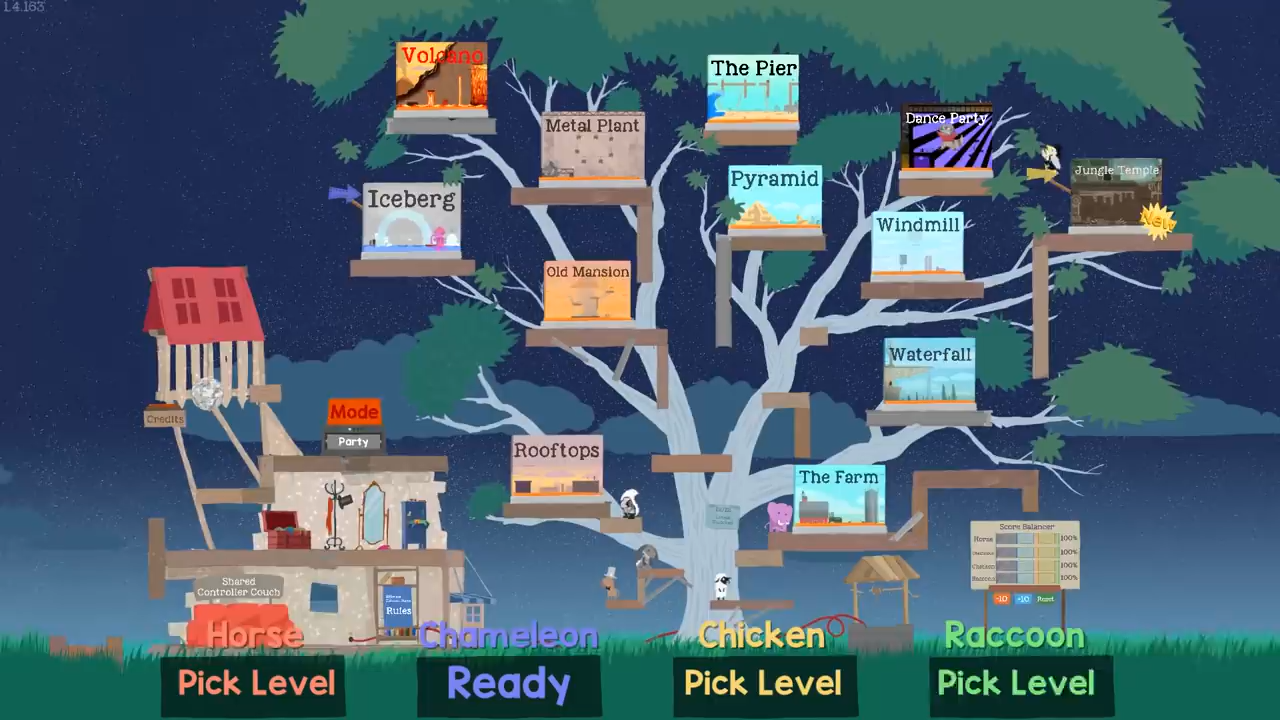 1.4.163
Volcano
The Pier
Metal Plant
Dance Party
Jungle Temple
Pyramid
Iceberg
NEW
Windmill
Old Mansion
Waterfall
Mode
Credits
Party
Rooftops
The Farm
Score Balancer
Horse 100%
100%
100%
100%
Shared
Controller Couch
-10 +10 Reset
Rules
Horse
Chameleon
Chicken
Raccoon
Pick Level
Ready
Pick Level
Pick Level